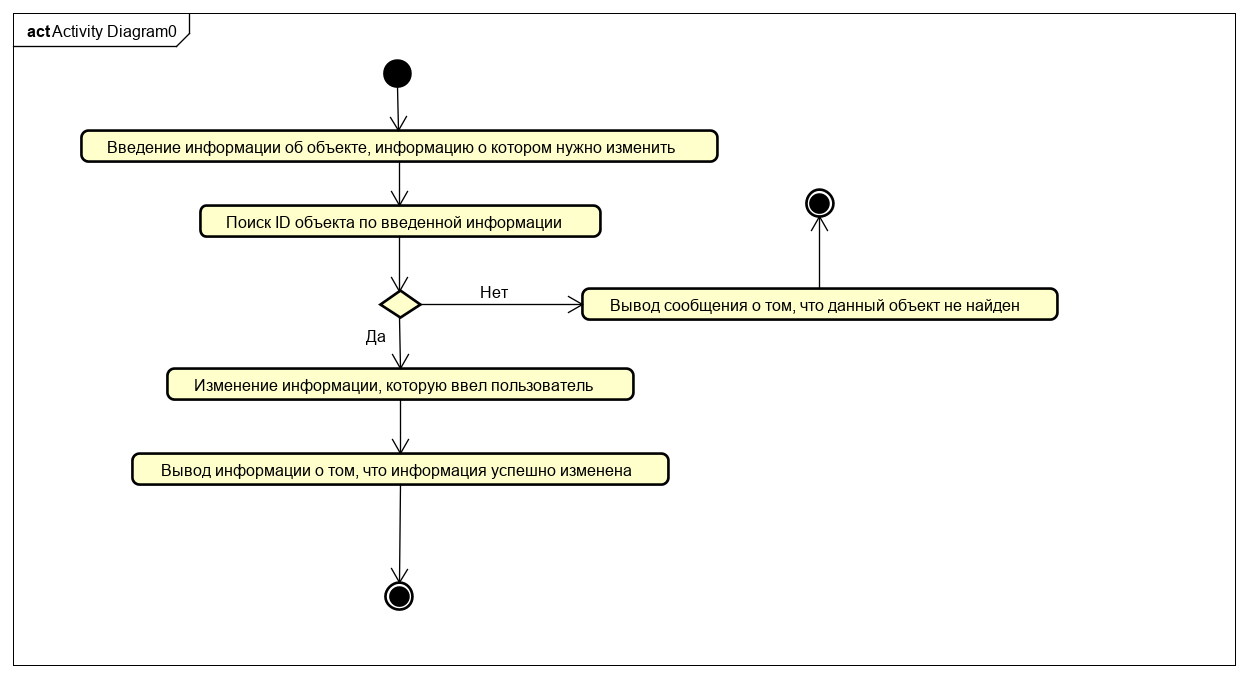 act Activity Diagram0
Введение информации об объекте, информацию о котором нужно изменить
Поиск ID объекта по введенной информации
Нет
Вывод сообщения о том, что данный объект не найден
Да
Изменение информации, которую ввел пользователь
Вывод информации о том, что информация успешно изменена